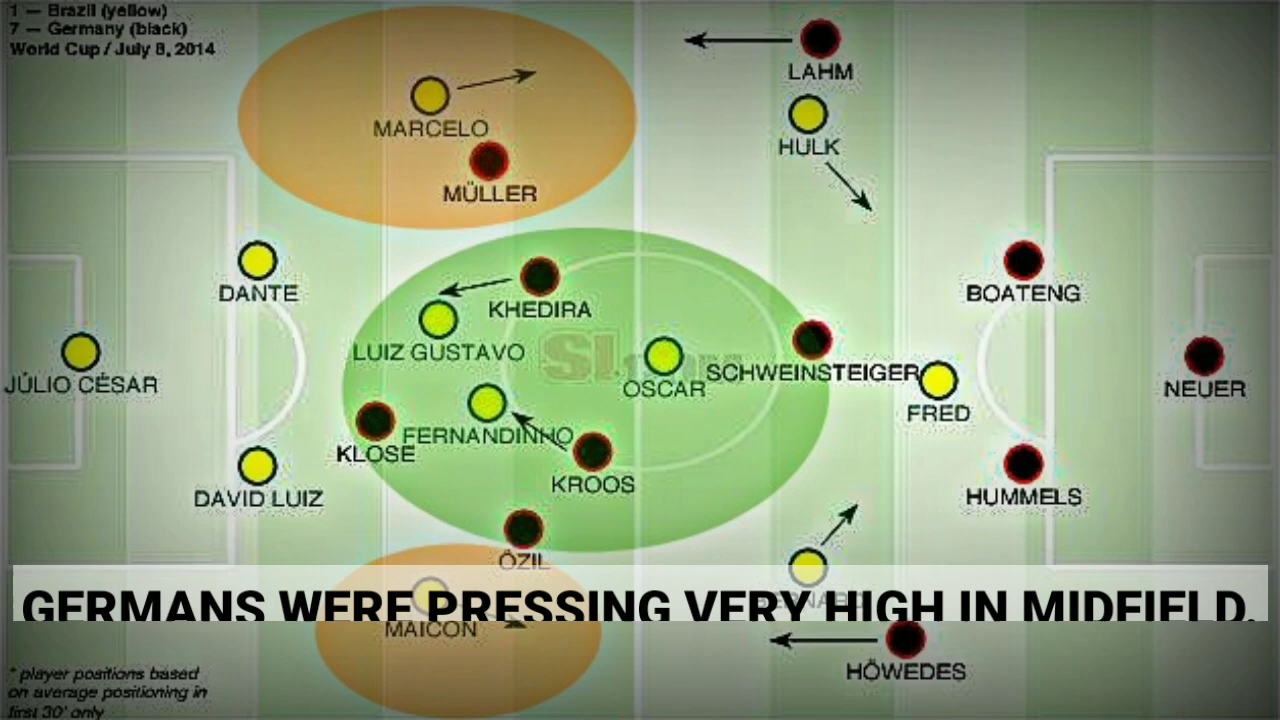 1 — Brazil (yellow)
7 — Germany (black)
World Cup / July 8, 2014
LAHM
MARCELO
HULK
MÜLLER
DANTE
BOATENG
KHEDIRA
LUIZ GUSTAVO
SI
SCHWEINSTEIGER
JÚLIO CÉSAR
OSCAR
NEUER
FRED
FERNANDINHO
KLOSE
KROOS
DAVID LUIZ
HUMMELS
ÖZIL
GERMANS WERE PRESSING VERY HIGH IN MIDFIELD.
MAICON
HÖWEDES
* player positions based
on average positioning in
first 30' only